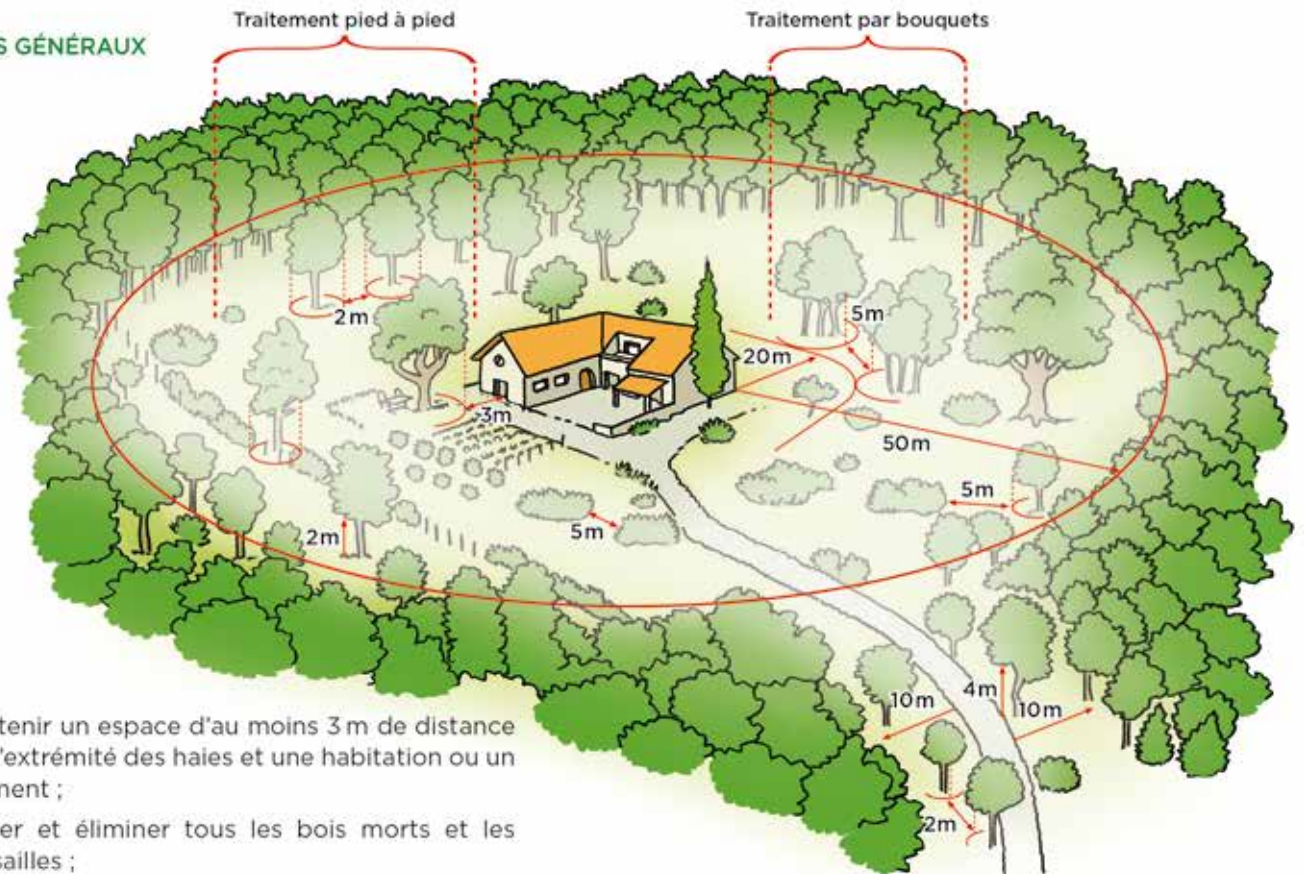 Traitement pied à pied
Traitement par bouquets
S GÉNÉRAUX
2m
5m
20m
3m
50m
5m
5m
2m
10m
4m
10m
2m
tenir un espace d'au moins 3 m de distance
l'extrémité des haies et une habitation ou un
ment ;
er et éliminer tous les bois morts et les
sailles ;